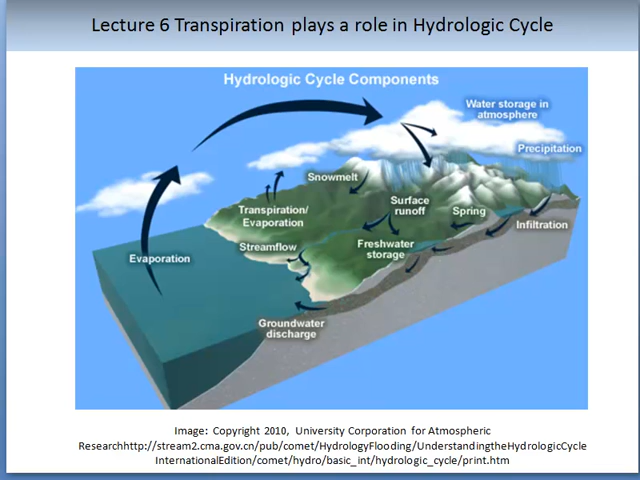 Lecture 6 Transpiration plays a role in Hydrologic Cycle
Hydrologic Cycle Components
Water storage in
atmosphere
Precipitation
Snowmelt
Transpiration/
Evaporation
Surface
runoff
Spring
Infiltration
Streamflow
Freshwater
storage
Evaporation
Groundwater
discharge
Image: Copyright 2010, University Corporation for Atmospheric
Researchhttp://stream2.cma.gov.cn/pub/comet/HydrologyFlooding/UnderstandingtheHydrologicCycle
InternationalEdition/comet/hydro/basic_int/hydrologic_cycle/print.htm